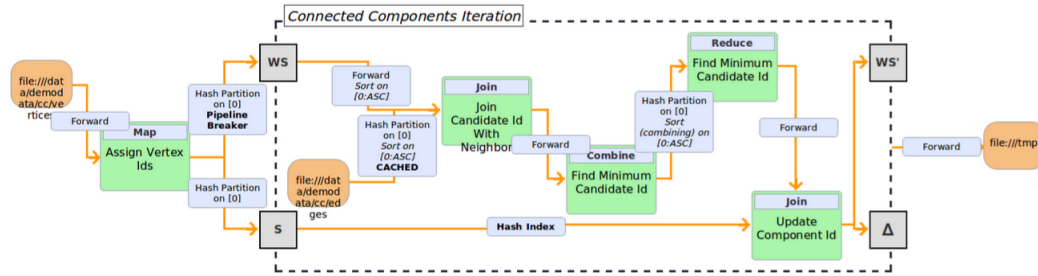 Connected Components Iteration
file:///dat
a/demod
ata/cc/ve
rtices
Forward
Map
Assign Vertex
Ids
Hash Partition
on [0]
Pipeline
Breaker
Hash Partition
on [0]
WS
S
Forward
Sort on
[0:ASC]
Hash Partition
on [0]
Sort on
[0:ASC]
CACHED
file:///dat
a/demod
ata/cc/ed
ges
Join
Join
Candidate Id
With
Neighbor
Forward
Combine
Find Minimum
Candidate Id
Hash Partition
on [0]
Sort
(combining) on
[0:ASC]
Reduce
Find Minimum
Candidate Id
Forward
Hash Index
Join
Update
Component Id
WS'
Δ
Forward
file:///tmp